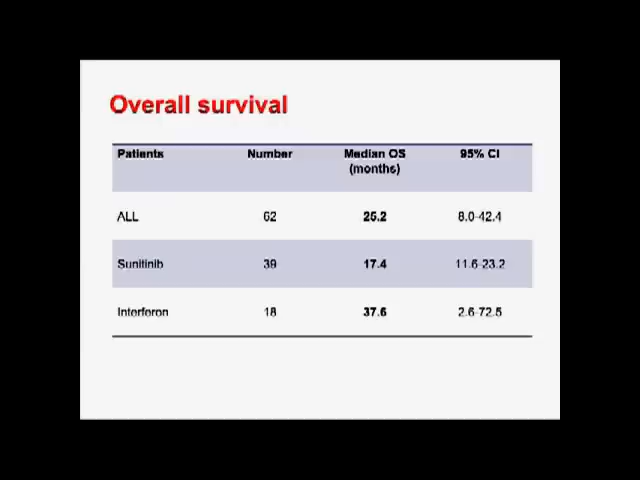 Overall survival
Patients Number Median OS (months) 95% CI
ALL 62 25.2 8.0-42.4
Sunitinib 39 17.4 11.6-23.2
Interferon 18 37.6 2.6-72.5